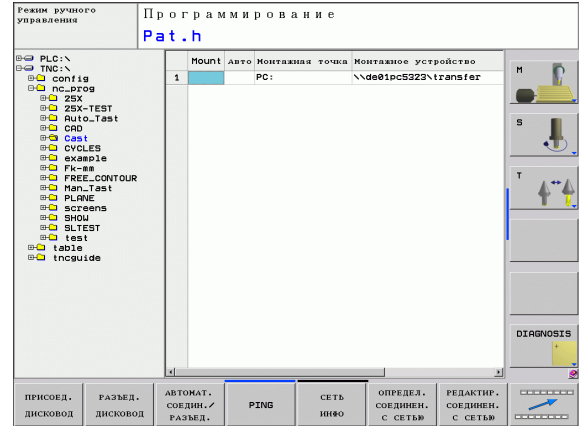 Режим ручного
управления
Программирование
Pat.h
PLC:\
TNC:\
config
nc_prog
25X
25X-TEST
Auto_Tast
CAD
Cast
CYCLES
example
Fk-mm
FREE_CONTOUR
Man_Tast
PLANE
screens
SHOW
SLTEST
test
table
tncguide
Mount Авто Монтажная точка Монтажное устройство
1 PC: \\de01pc5323\transfer
M
S
T
DIAGNOSIS
ПРИСОЕД.
ДИСКОВОД
РАЗЪЕД.
ДИСКОВОД
АВТОМАТ.
СОЕДИН./
РАЗЪЕД.
PING
СЕТЬ
ИНФО
ОПРЕДЕЛ.
СОЕДИНЕН.
С СЕТЬЮ
РЕДАКТИР.
СОЕДИНЕН.
С СЕТЬЮ